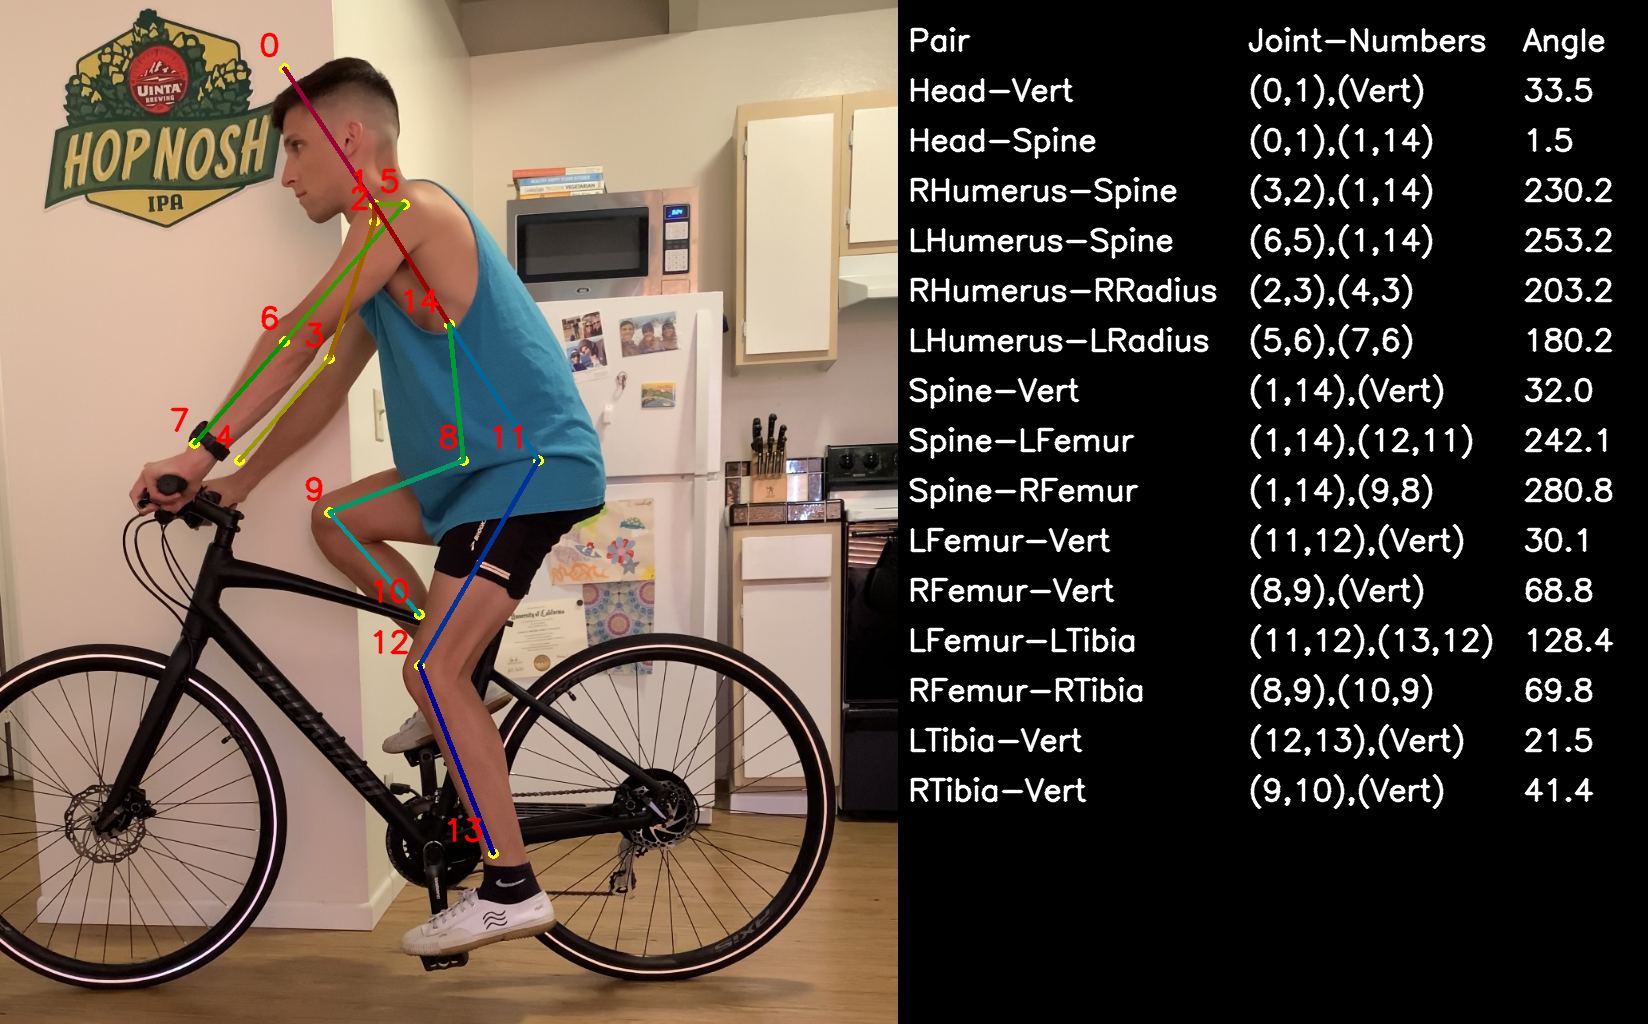 UINTA
BREWING
HOP NOSH
IPA
0
1 5
2
14
6
3
7
4
8 11
9
10
12
13
VEGETARIAN
University of California
SIXV
Pair Joint-Numbers Angle
Head-Vert (0,1),(Vert) 33.5
Head-Spine (0,1),(1,14) 1.5
RHumerus-Spine (3,2),(1,14) 230.2
LHumerus-Spine (6,5),(1,14) 253.2
RHumerus-RRadius (2,3),(4,3) 203.2
LHumerus-LRadius (5,6),(7,6) 180.2
Spine-Vert (1,14),(Vert) 32.0
Spine-LFemur (1,14),(12,11) 242.1
Spine-RFemur (1,14),(9,8) 280.8
LFemur-Vert (11,12),(Vert) 30.1
RFemur-Vert (8,9),(Vert) 68.8
LFemur-LTibia (11,12),(13,12) 128.4
RFemur-RTibia (8,9),(10,9) 69.8
LTibia-Vert (12,13),(Vert) 21.5
RTibia-Vert (9,10),(Vert) 41.4